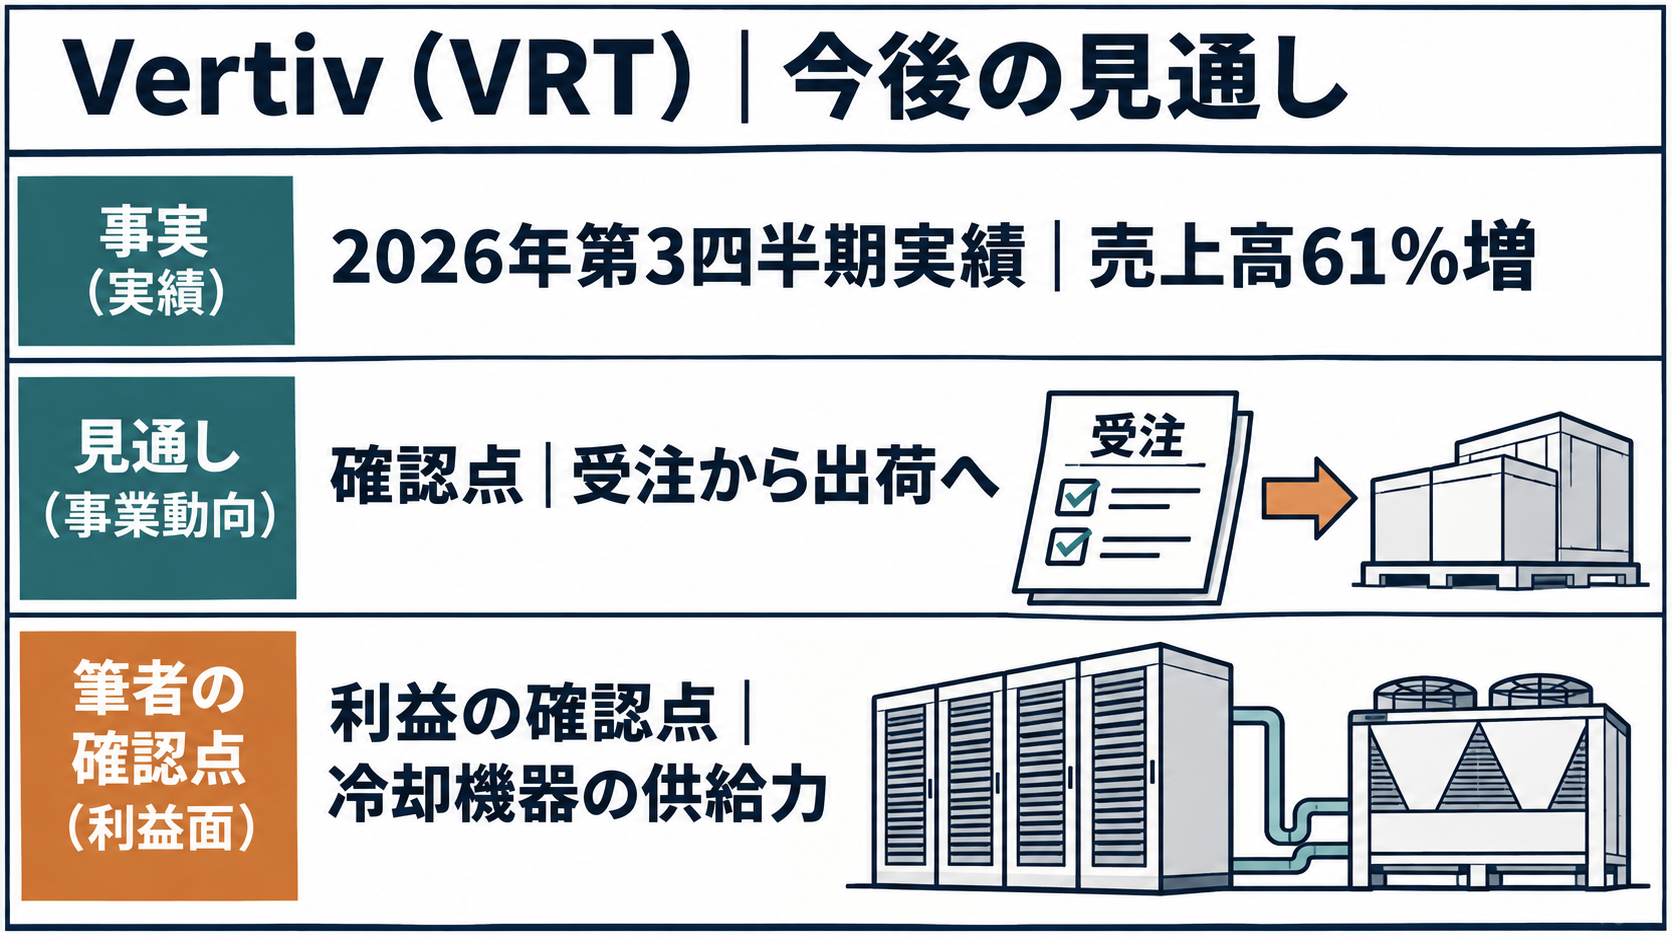 Vertiv（VRT）｜今後の見通し
事実
（実績）
2026年第3四半期実績｜売上高61%増
見通し
（事業動向）
確認点｜受注から出荷へ
受注
筆者の
確認点
（利益面）
利益の確認点｜
冷却機器の供給力